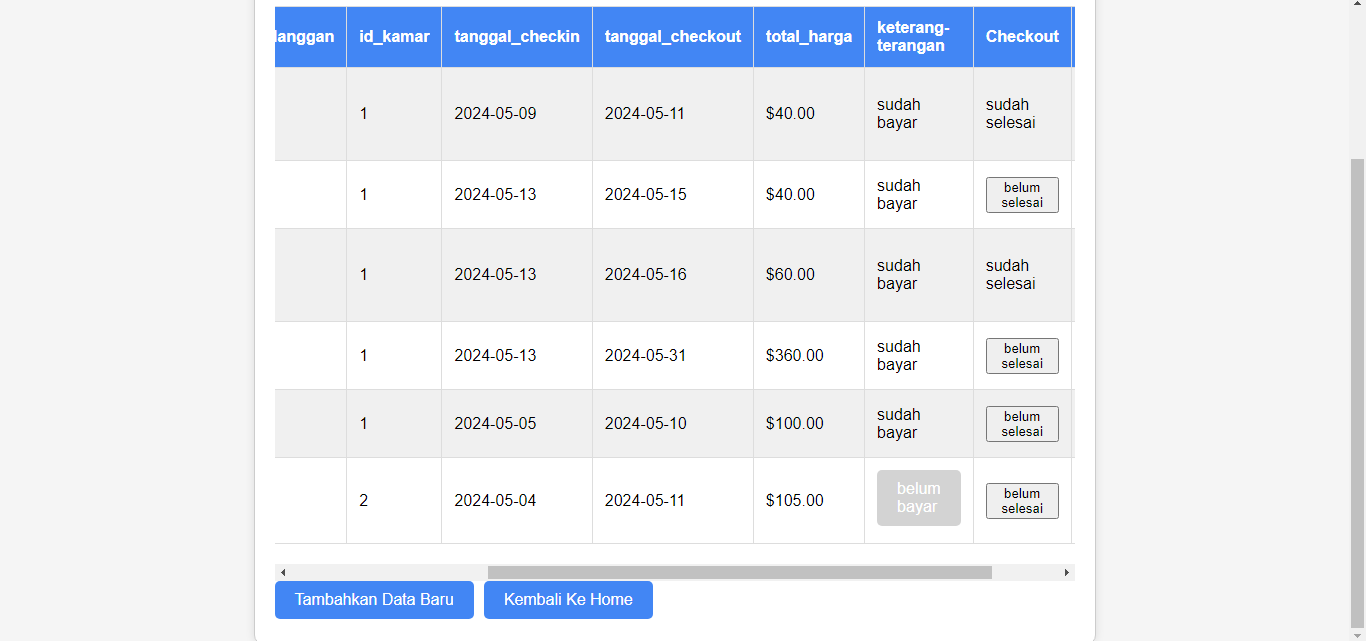 langgan id_kamar tanggal_checkin tanggal_checkout total_harga keterang-
terangan Checkout
1 2024-05-09 2024-05-11 $40.00 sudah
bayar sudah
selesai
1 2024-05-13 2024-05-15 $40.00 sudah
bayar belum
selesai
1 2024-05-13 2024-05-16 $60.00 sudah
bayar sudah
selesai
1 2024-05-13 2024-05-31 $360.00 sudah
bayar belum
selesai
1 2024-05-05 2024-05-10 $100.00 sudah
bayar belum
selesai
2 2024-05-04 2024-05-11 $105.00 belum
bayar belum
selesai
Tambahkan Data Baru Kembali Ke Home